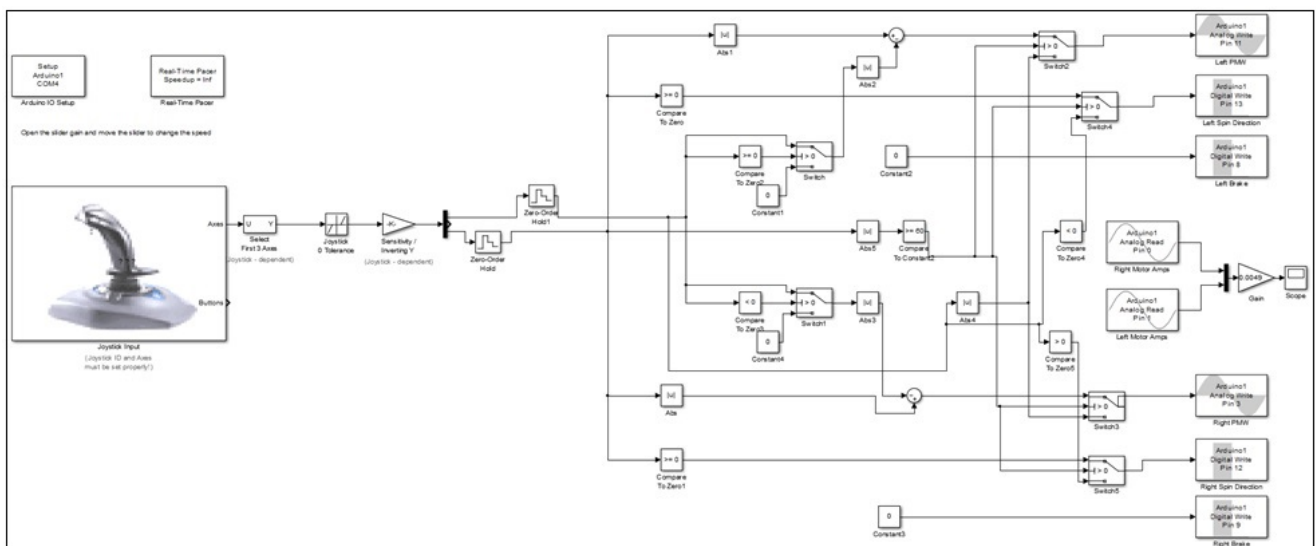 Setup
Arduino1
COM4
Arduino IO Setup
Real-Time Pacer
Speedup = Inf
Real-Time Pacer
Open the slider gain and move the slider to change the speed
Axes
Buttons
Joystick Input
(Joystick ID and Axes
must be set properly!)
U Y
Select
First 3 Axes
(Joystick - dependent)
Joystick
0 Tolerance
-K-
Sensitivity /
Inverting Y
(Joystick - dependent)
Zero-Order
Hold1
Zero-Order
Hold
|u|
Abs1
|u|
Abs2
>= 0
Compare
To Zero
>= 0
Compare
To Zero2
> 0
Switch
0
Constant1
0
Constant2
|u|
Abs5
>= 50
Compare
To Constant2
< 0
Compare
To Zero3
> 0
Switch1
0
Constant4
|u|
Abs3
|u|
Abs4
< 0
Compare
To Zero4
> 0
Compare
To Zero5
|u|
Abs
>= 0
Compare
To Zero1
0
Constant3
> 0
Switch2
> 0
Switch4
> 0
Switch3
> 0
Switch5
Arduino1
Analog Write
Pin 11
Left PMW
Arduino1
Digital Write
Pin 13
Left Spin Direction
Arduino1
Digital Write
Pin 8
Left Brake
Arduino1
Analog Read
Pin 0
Right Motor Amps
Arduino1
Analog Read
Pin 1
Left Motor Amps
0.0049
Gain
Scope
Arduino1
Analog Write
Pin 3
Right PMW
Arduino1
Digital Write
Pin 12
Right Spin Direction
Arduino1
Digital Write
Pin 9
Right Brake